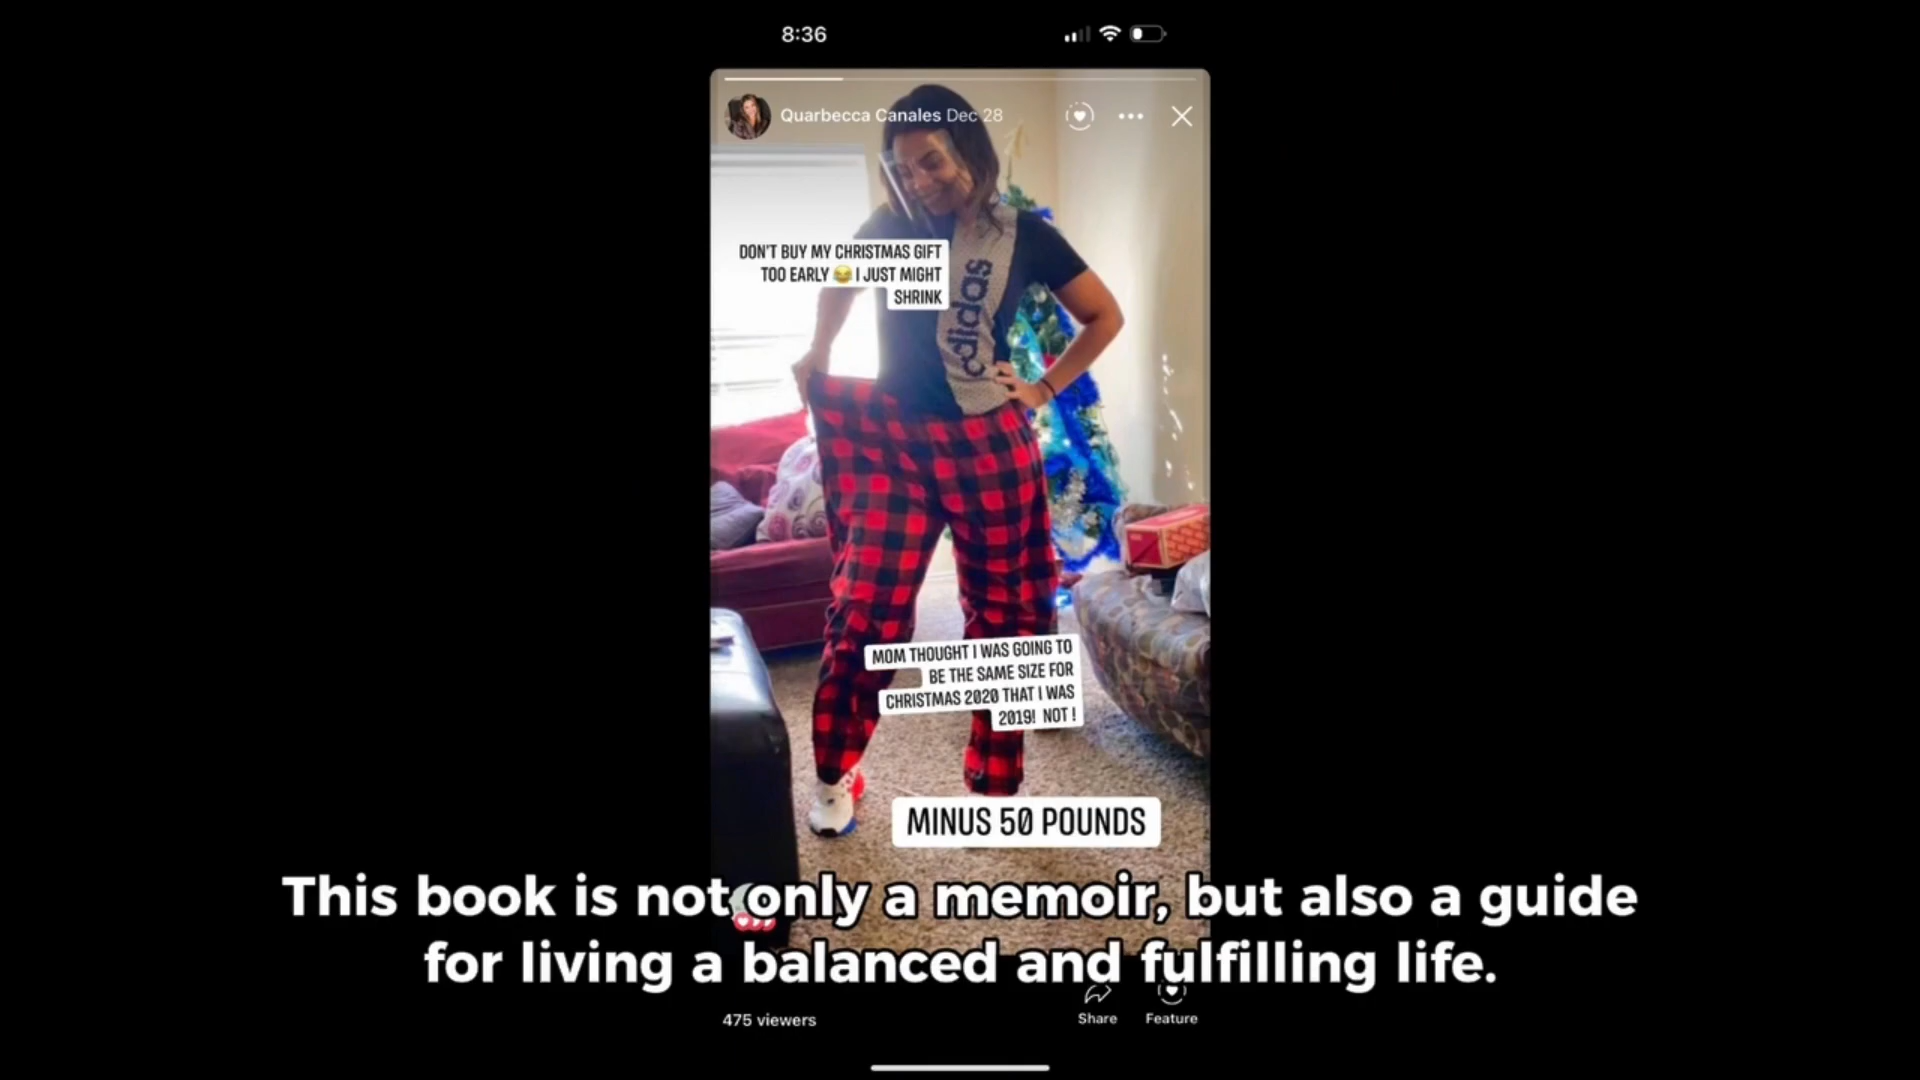 8:36
Quarbecca Canales Dec 28
DON'T BUY MY CHRISTMAS GIFT
TOO EARLY 😂 I JUST MIGHT
SHRINK
adidas
MOM THOUGHT I WAS GOING TO
BE THE SAME SIZE FOR
CHRISTMAS 2020 THAT I WAS
2019! NOT !
MINUS 50 POUNDS
This book is not only a memoir, but also a guide
for living a balanced and fulfilling life.
475 viewers
Share
Feature